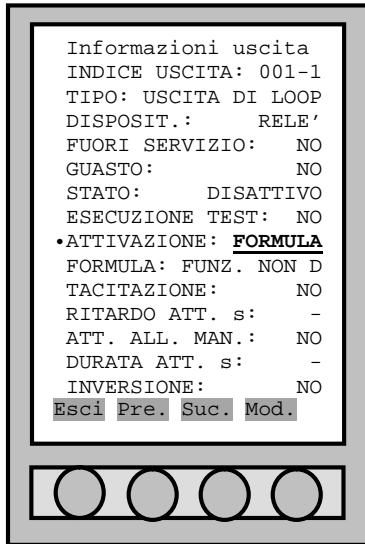 Informazioni uscita
INDICE USCITA: 001-1
TIPO: USCITA DI LOOP
DISPOSIT.: RELE’
FUORI SERVIZIO: NO
GUASTO: NO
STATO: DISATTIVO
ESECUZIONE TEST: NO
•ATTIVAZIONE: FORMULA
FORMULA: FUNZ. NON D
TACITAZIONE: NO
RITARDO ATT. s: -
ATT. ALL. MAN.: NO
DURATA ATT. s: -
INVERSIONE: NO
Esci Pre. Suc. Mod.